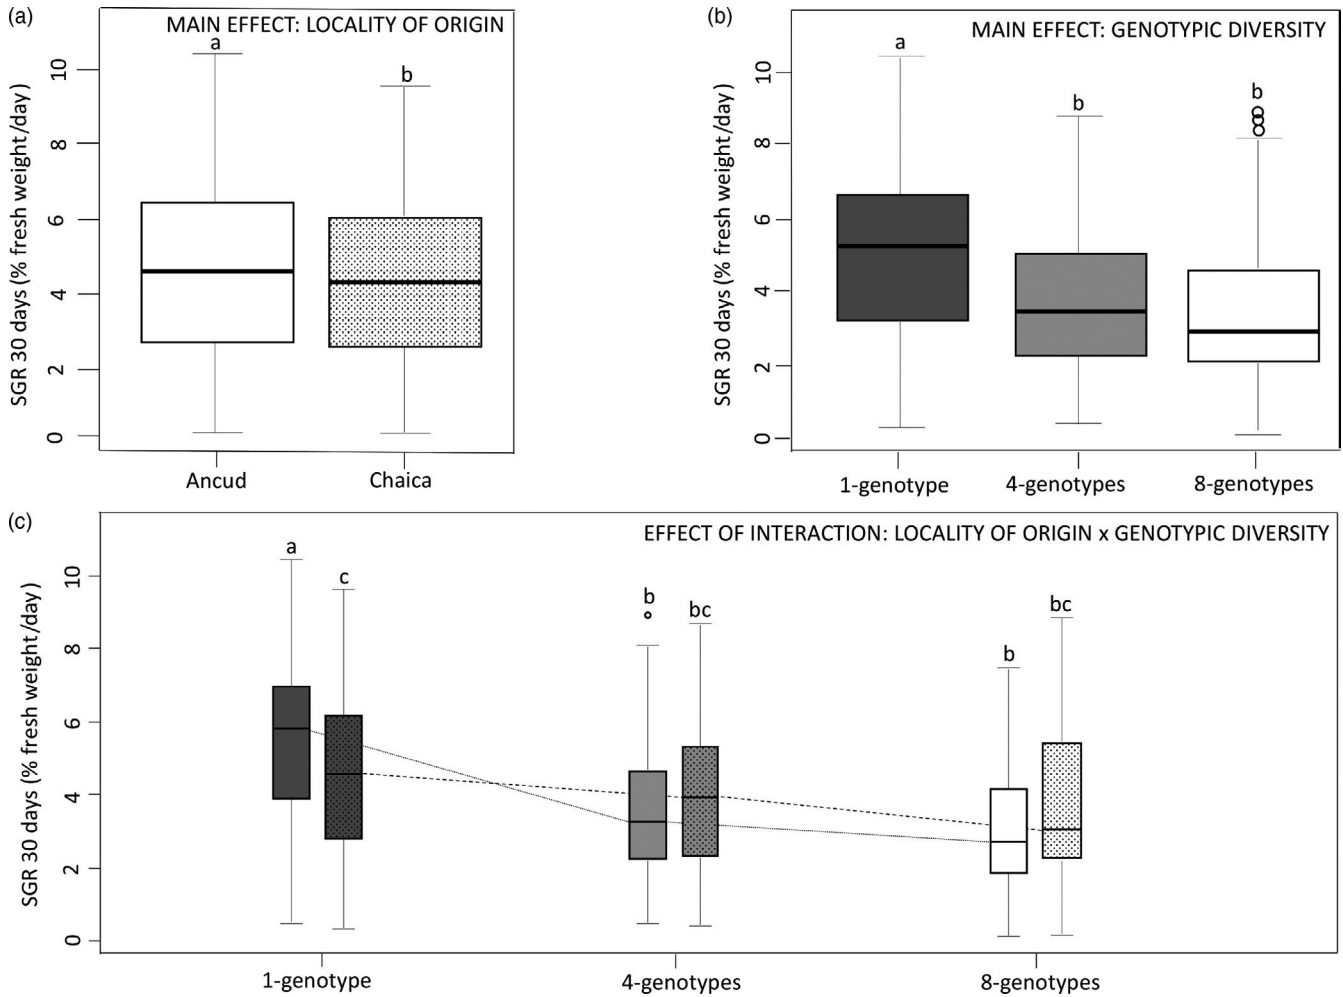 (a)
MAIN EFFECT: LOCALITY OF ORIGIN
a
b
SGR 30 days (% fresh weight/day)
10
8
6
4
2
0
Ancud
Chaica
(b)
MAIN EFFECT: GENOTYPIC DIVERSITY
a
b
b
SGR 30 days (% fresh weight/day)
10
8
6
4
2
0
1-genotype
4-genotypes
8-genotypes
(c)
EFFECT OF INTERACTION: LOCALITY OF ORIGIN x GENOTYPIC DIVERSITY
a
c
b
bc
b
bc
SGR 30 days (% fresh weight/day)
10
8
6
4
2
0
1-genotype
4-genotypes
8-genotypes